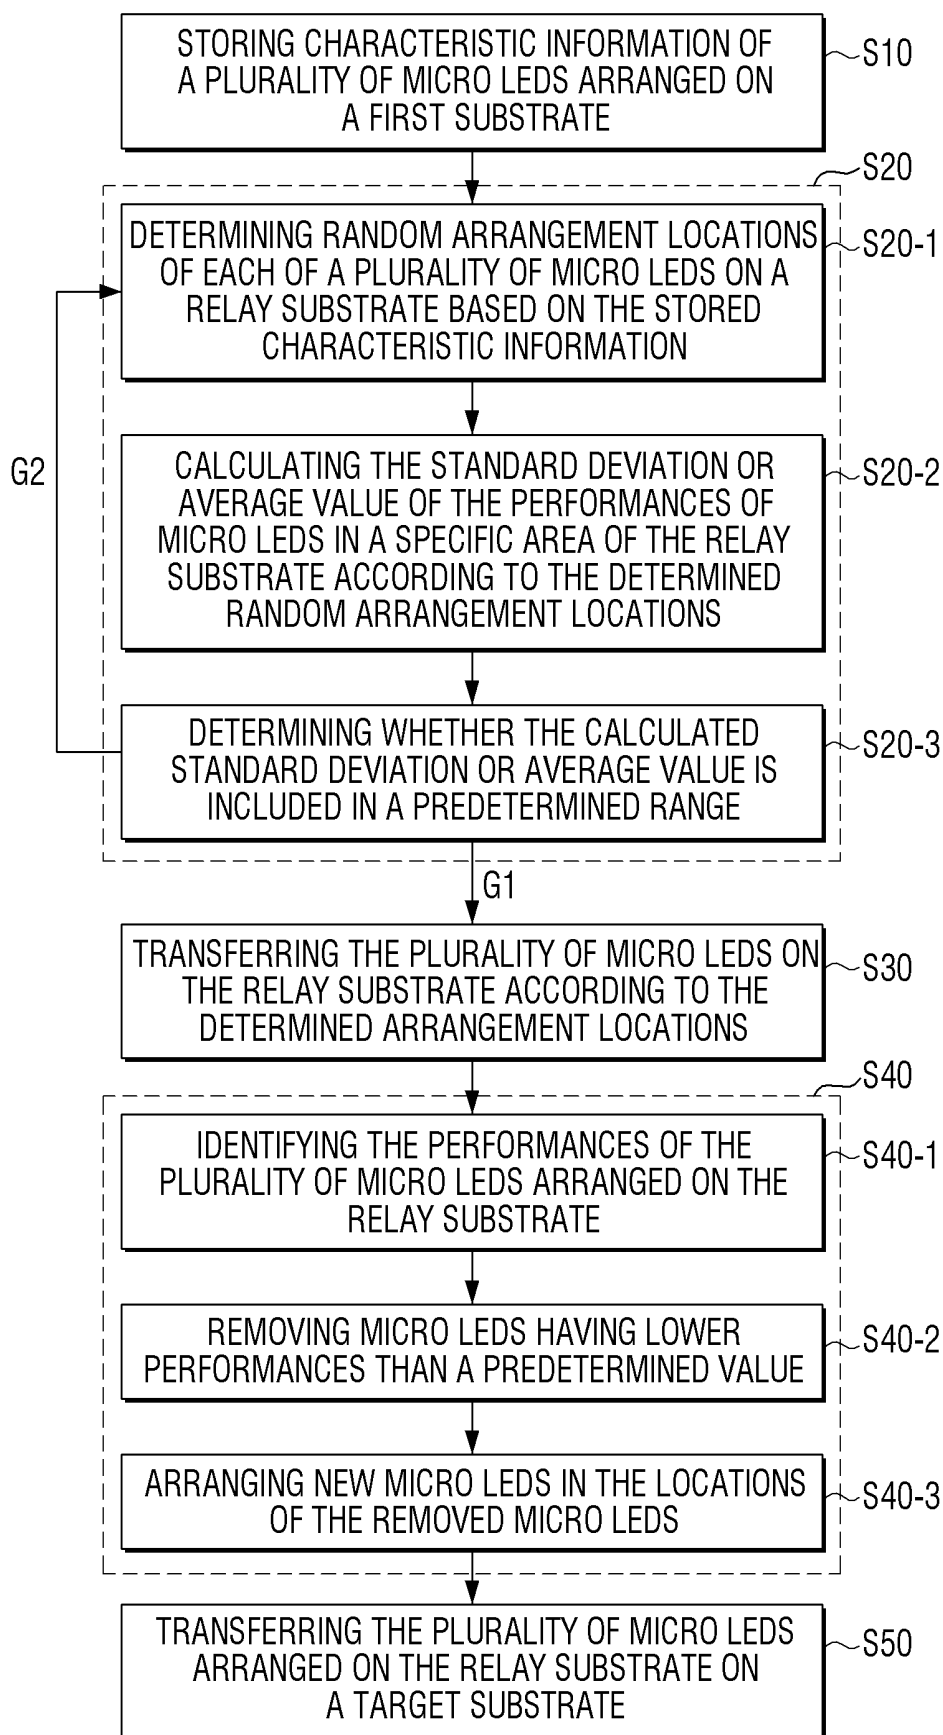 STORING CHARACTERISTIC INFORMATION OF
A PLURALITY OF MICRO LEDS ARRANGED ON
A FIRST SUBSTRATE
S10
S20
DETERMINING RANDOM ARRANGEMENT LOCATIONS
OF EACH OF A PLURALITY OF MICRO LEDS ON A
RELAY SUBSTRATE BASED ON THE STORED
CHARACTERISTIC INFORMATION
S20-1
G2
CALCULATING THE STANDARD DEVIATION OR
AVERAGE VALUE OF THE PERFORMANCES OF
MICRO LEDS IN A SPECIFIC AREA OF THE RELAY
SUBSTRATE ACCORDING TO THE DETERMINED
RANDOM ARRANGEMENT LOCATIONS
S20-2
DETERMINING WHETHER THE CALCULATED
STANDARD DEVIATION OR AVERAGE VALUE IS
INCLUDED IN A PREDETERMINED RANGE
S20-3
G1
TRANSFERRING THE PLURALITY OF MICRO LEDS ON
THE RELAY SUBSTRATE ACCORDING TO THE
DETERMINED ARRANGEMENT LOCATIONS
S30
S40
IDENTIFYING THE PERFORMANCES OF THE
PLURALITY OF MICRO LEDS ARRANGED ON THE
RELAY SUBSTRATE
S40-1
REMOVING MICRO LEDS HAVING LOWER
PERFORMANCES THAN A PREDETERMINED VALUE
S40-2
ARRANGING NEW MICRO LEDS IN THE LOCATIONS
OF THE REMOVED MICRO LEDS
S40-3
TRANSFERRING THE PLURALITY OF MICRO LEDS
ARRANGED ON THE RELAY SUBSTRATE ON
A TARGET SUBSTRATE
S50